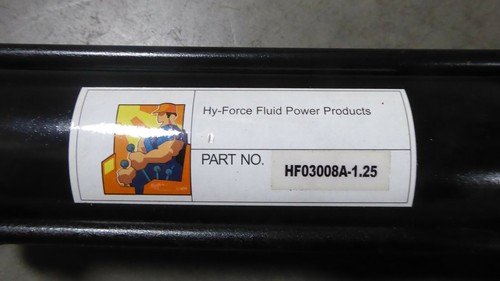 Hy-Force Fluid Power Products
PART NO. HF03008A-1.25